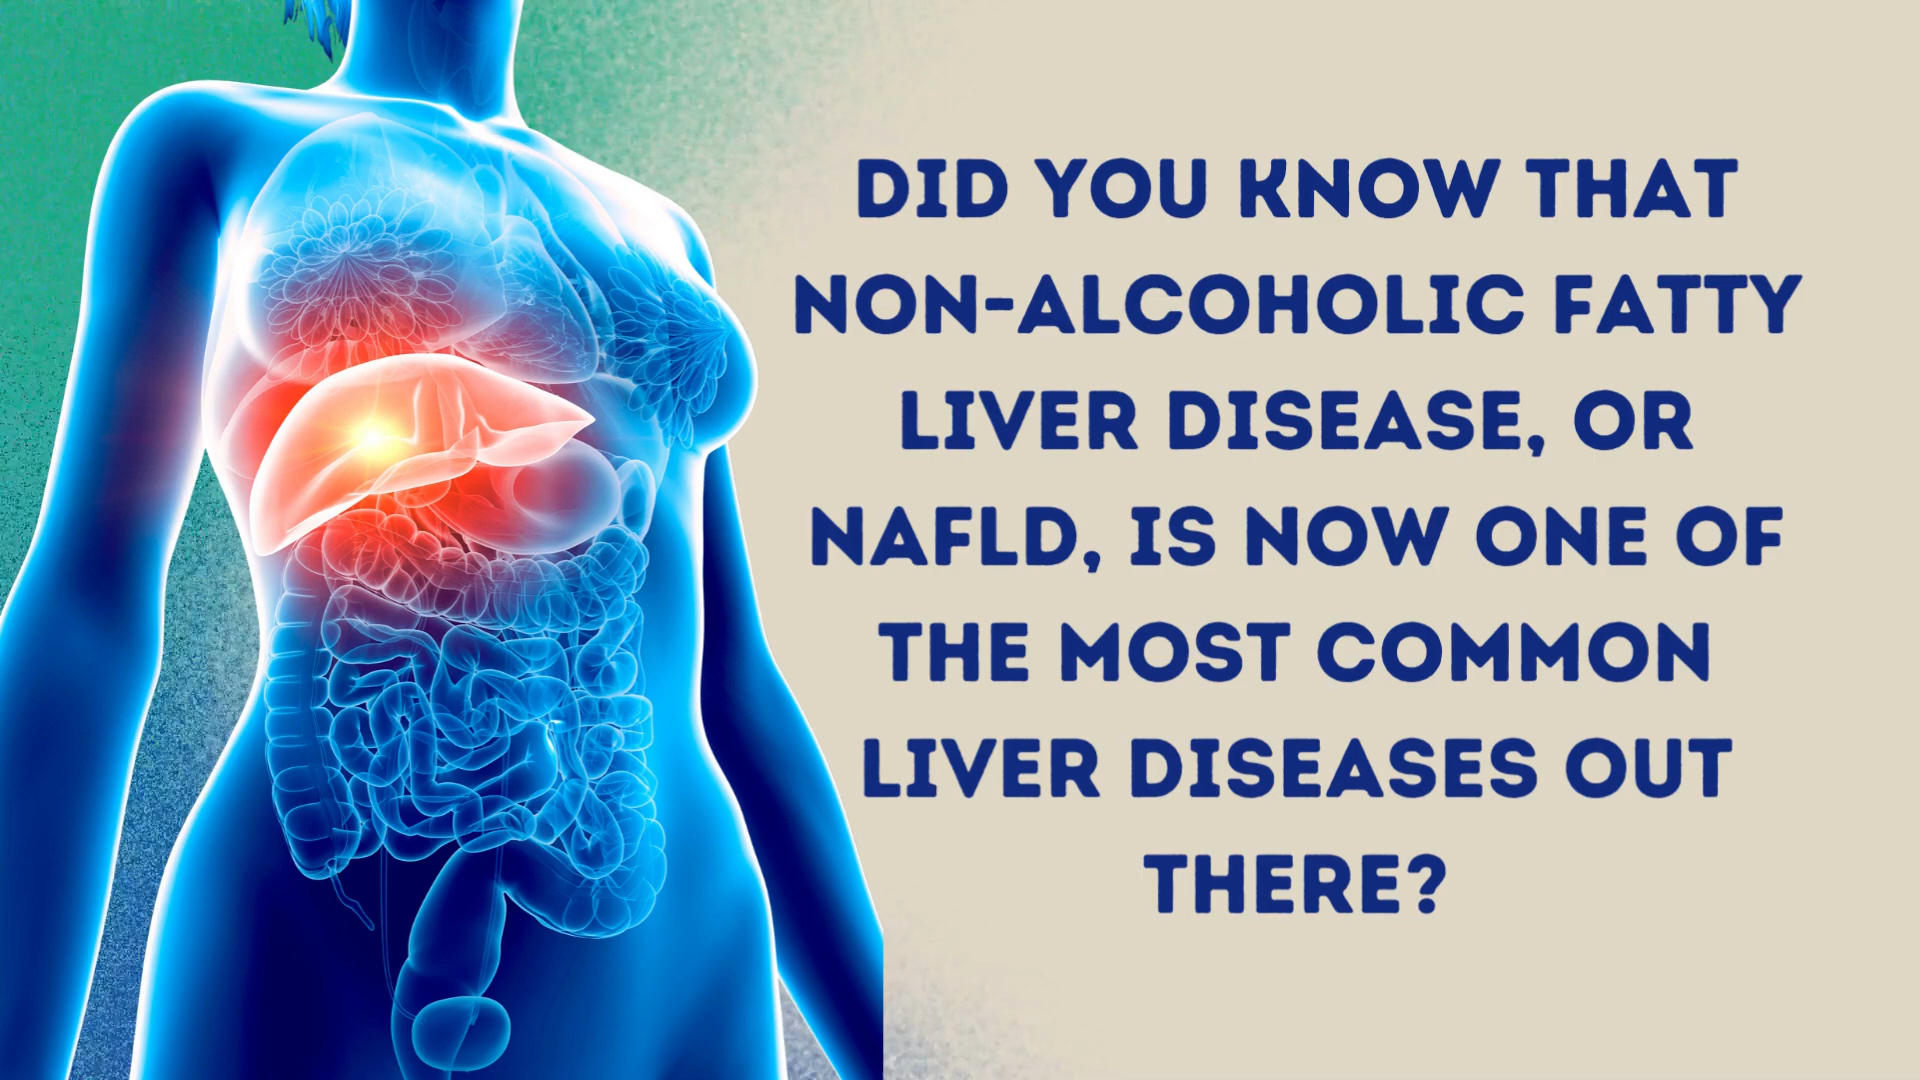 DID YOU KNOW THAT
NON-ALCOHOLIC FATTY
LIVER DISEASE, OR
NAFLD, IS NOW ONE OF
THE MOST COMMON
LIVER DISEASES OUT
THERE?